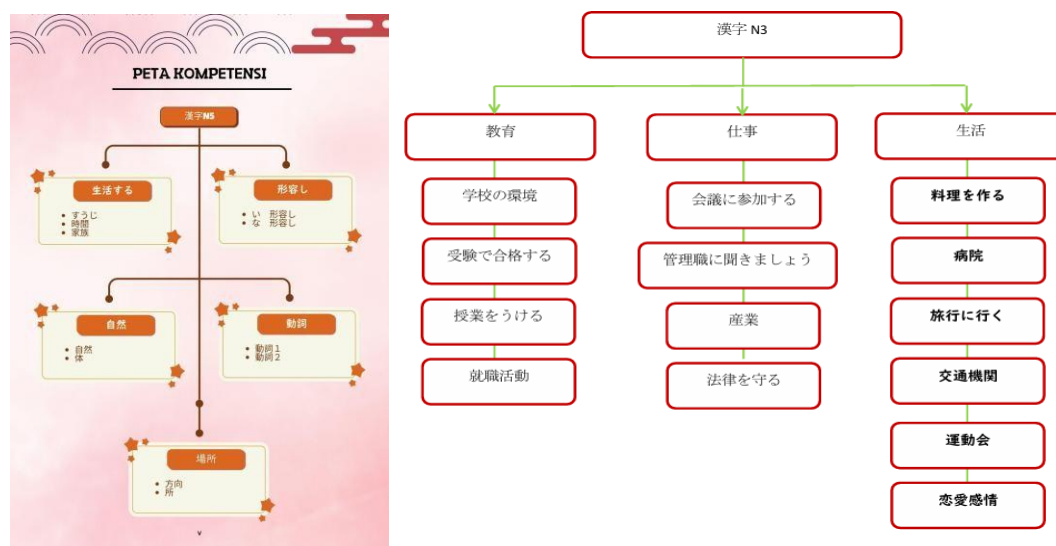 PETA KOMPETENSI
漢字N5
生活する
すうじ
時間
家族
形容し
い 形容し
な 形容し
自然
自然
体
動詞
動詞１
動詞２
場所
方向
所
v
漢字 N3
教育
学校の環境
受験で合格する
授業をうける
就職活動
仕事
会議に参加する
管理職に聞きましょう
産業
法律を守る
生活
料理を作る
病院
旅行に行く
交通機関
運動会
恋愛感情